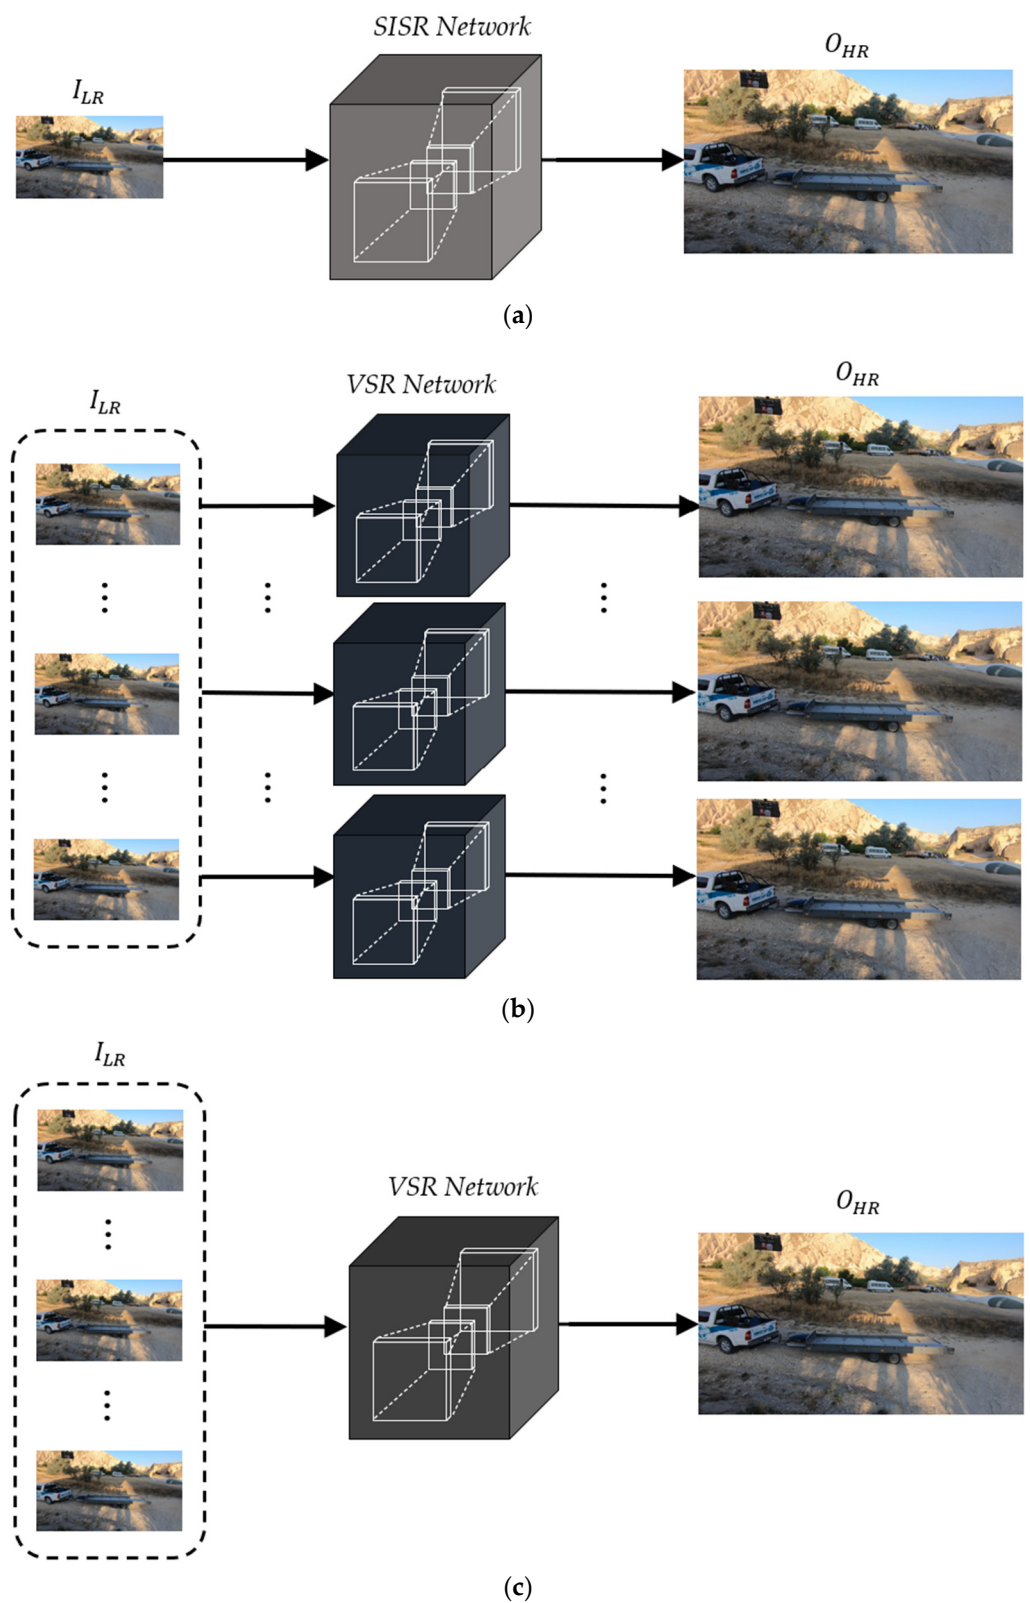 SISR Network
I_LR
O_HR
(a)
VSR Network
O_HR
I_LR
(b)
I_LR
VSR Network
O_HR
(c)